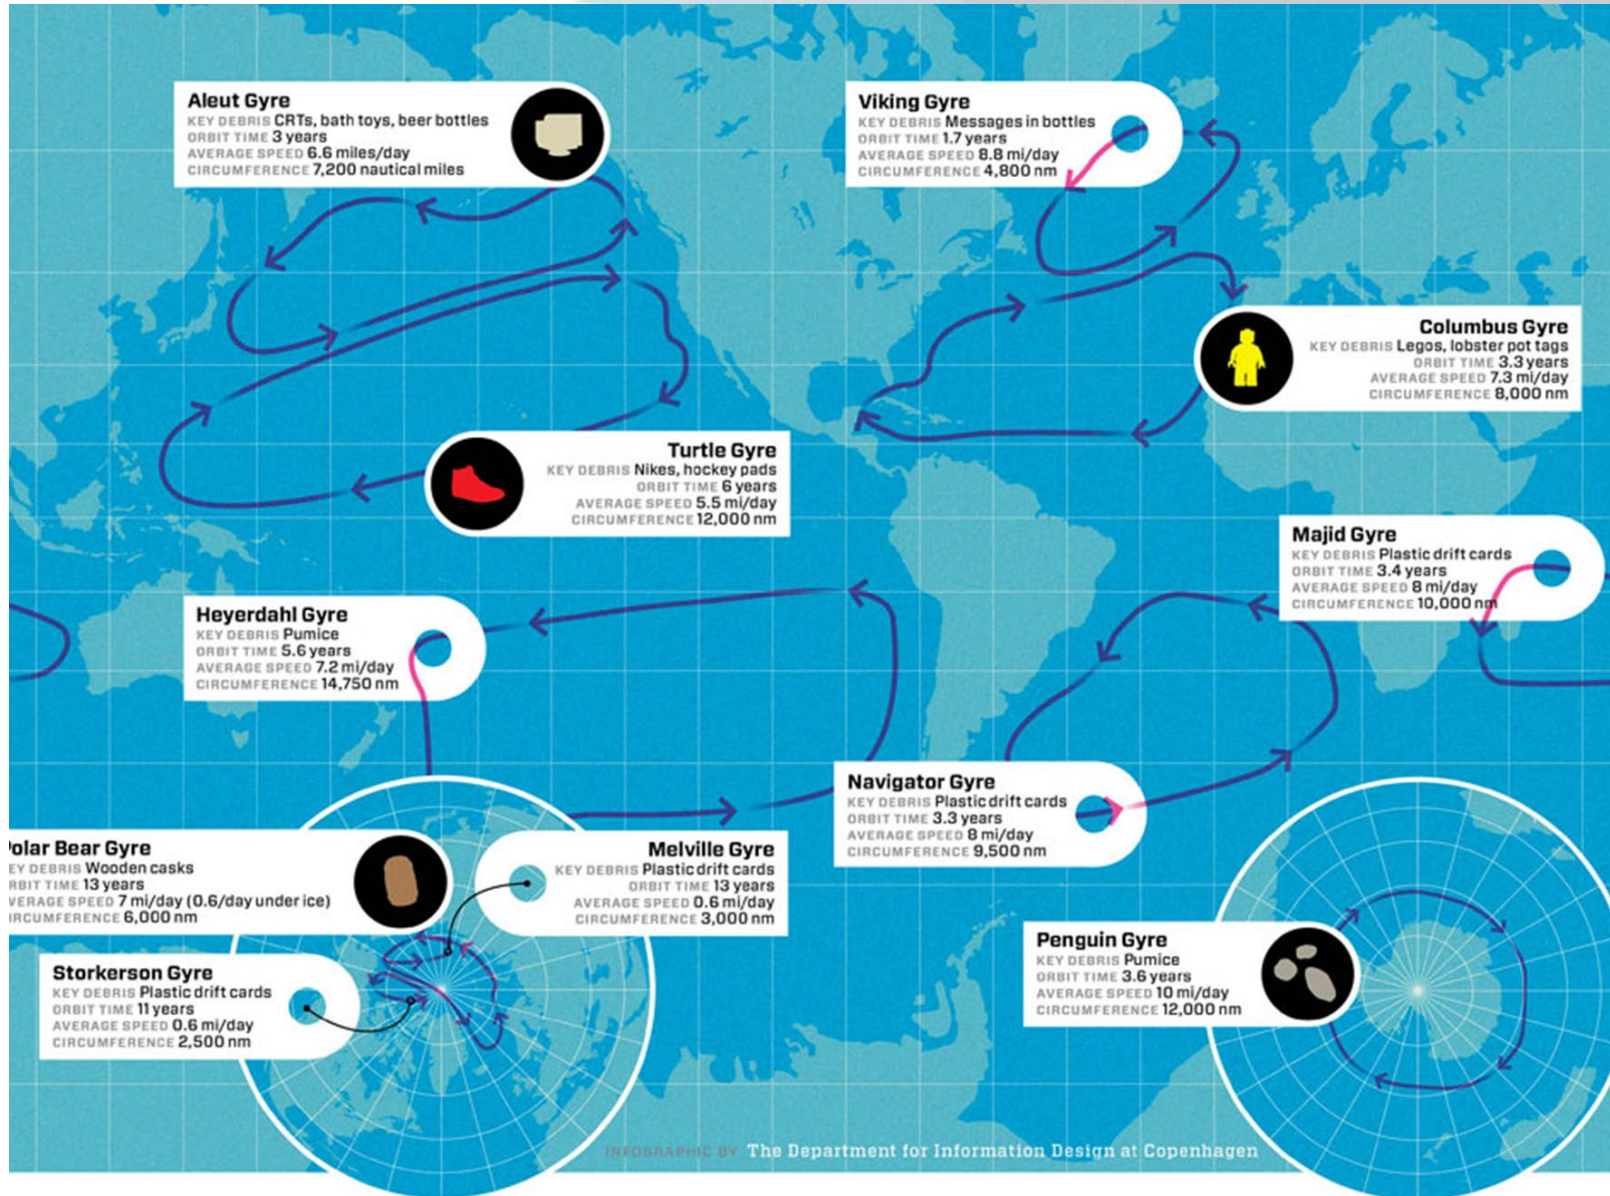 Aleut Gyre
KEY DEBRIS CRTs, bath toys, beer bottles
ORBIT TIME 3 years
AVERAGE SPEED 6.6 miles/day
CIRCUMFERENCE 7,200 nautical miles
Viking Gyre
KEY DEBRIS Messages in bottles
ORBIT TIME 1.7 years
AVERAGE SPEED 8.8 mi/day
CIRCUMFERENCE 4,800 nm
Columbus Gyre
KEY DEBRIS Legos, lobster pot tags
ORBIT TIME 3.3 years
AVERAGE SPEED 7.3 mi/day
CIRCUMFERENCE 8,000 nm
Turtle Gyre
KEY DEBRIS Nikes, hockey pads
ORBIT TIME 6 years
AVERAGE SPEED 5.5 mi/day
CIRCUMFERENCE 12,000 nm
Majid Gyre
KEY DEBRIS Plastic drift cards
ORBIT TIME 3.4 years
AVERAGE SPEED 8 mi/day
CIRCUMFERENCE 10,000 nm
Heyerdahl Gyre
KEY DEBRIS Pumice
ORBIT TIME 5.6 years
AVERAGE SPEED 7.2 mi/day
CIRCUMFERENCE 14,750 nm
Navigator Gyre
KEY DEBRIS Plastic drift cards
ORBIT TIME 3.3 years
AVERAGE SPEED 8 mi/day
CIRCUMFERENCE 9,500 nm
olar Bear Gyre
EY DEBRIS Wooden casks
RBIT TIME 13 years
VERAGE SPEED 7 mi/day (0.6/day under ice)
IRCUMFERENCE 6,000 nm
Melville Gyre
KEY DEBRIS Plastic drift cards
ORBIT TIME 13 years
AVERAGE SPEED 0.6 mi/day
CIRCUMFERENCE 3,000 nm
Storkerson Gyre
KEY DEBRIS Plastic drift cards
ORBIT TIME 11 years
AVERAGE SPEED 0.6 mi/day
CIRCUMFERENCE 2,500 nm
Penguin Gyre
KEY DEBRIS Pumice
ORBIT TIME 3.6 years
AVERAGE SPEED 10 mi/day
CIRCUMFERENCE 12,000 nm
INFOGRAPHIC BY The Department for Information Design at Copenhagen